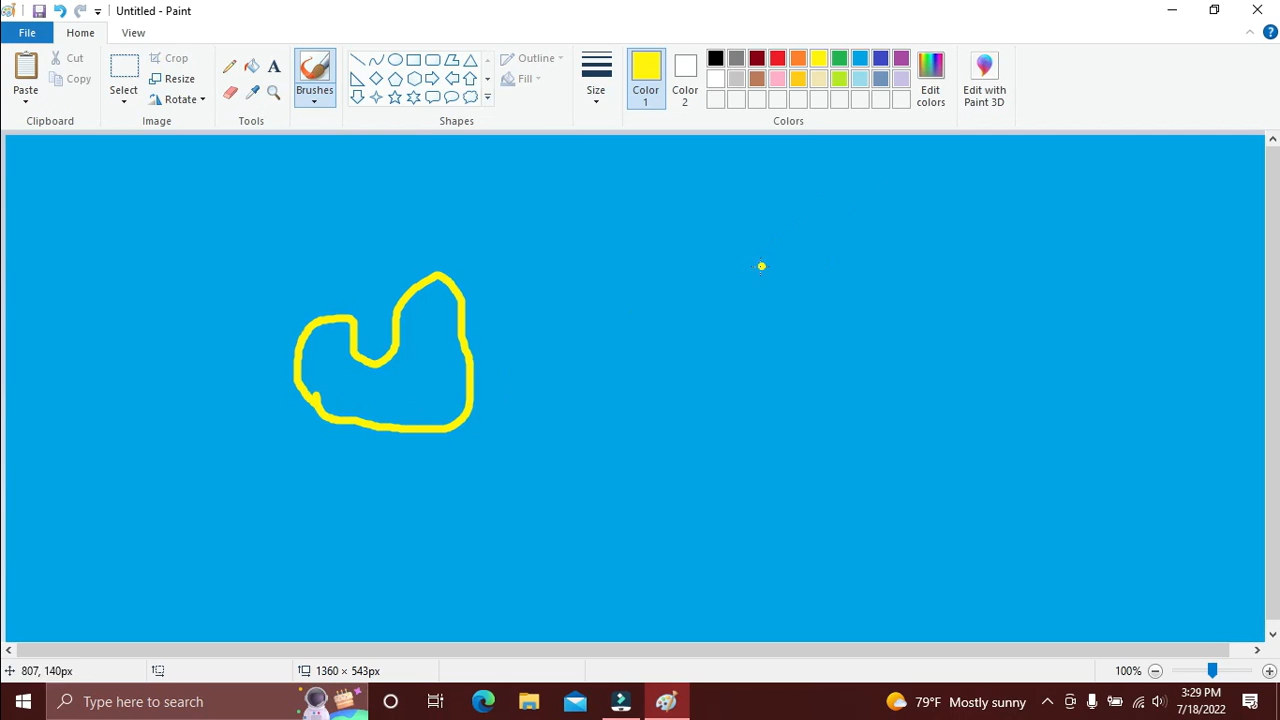 Untitled - Paint
File Home View
Paste
Cut
Copy
Clipboard
Select
Crop
Resize
Rotate
Image
A
Tools
Brushes
Outline
Fill
Shapes
Size
Color 1
Color 2
Edit colors
Colors
Edit with Paint 3D
807, 140px
1360 × 543px
100%
Type here to search
79°F Mostly sunny
3:29 PM
7/18/2022